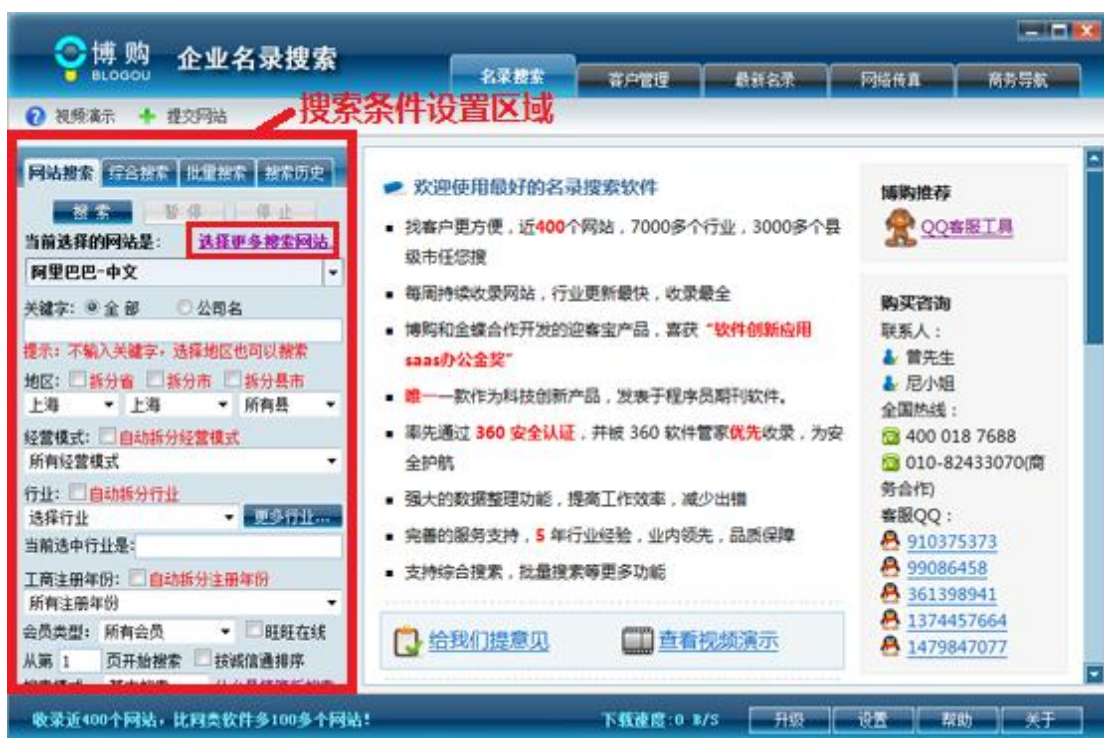 博购
BLOGOU
企业名录搜索
名录搜索
客户管理
最新名录
网络传真
商务导航
视频演示
提交网站
搜索条件设置区域
网站搜索
综合搜索
批量搜索
搜索历史
搜 索
暂 停
停 止
当前选择的网站是:
选择更多搜索网站.
阿里巴巴-中文
关键字: 全 部 公司名
提示: 不输入关键字, 选择地区也可以搜索
地区: 拆分省 拆分市 拆分县市
上海 上海 所有县
经营模式: 自动拆分经营模式
所有经营模式
行业: 自动拆分行业
选择行业 更多行业...
当前选中行业是:
工商注册年份: 自动拆分注册年份
所有注册年份
会员类型: 所有会员 旺旺在线
从第 1 页开始搜索 按诚信通排序
欢迎使用最好的名录搜索软件
找客户更方便，近400个网站，7000多个行业，3000多个县
级市任您搜
每周持续收录网站，行业更新最快，收录最全
博购和金蝶合作开发的迎客宝产品，喜获 “软件创新应用
saas办公金奖”
唯一一款作为科技创新产品，发表于程序员期刊软件。
率先通过 360 安全认证，并被 360 软件管家优先收录，为安
全护航
强大的数据整理功能，提高工作效率，减少出错
完善的服务支持，5 年行业经验，业内领先，品质保障
支持综合搜索，批量搜索等更多功能
给我们提意见
查看视频演示
博购推荐
QQ客服工具
购买咨询
联系人：
曾先生
尼小姐
全国热线：
400 018 7688
010-82433070(商
务合作)
客服QQ：
910375373
99086458
361398941
1374457664
1479847077
收录近400个网站, 比同类软件多100多个网站!
下载速度:0 B/S
升级
设置
帮助
关于